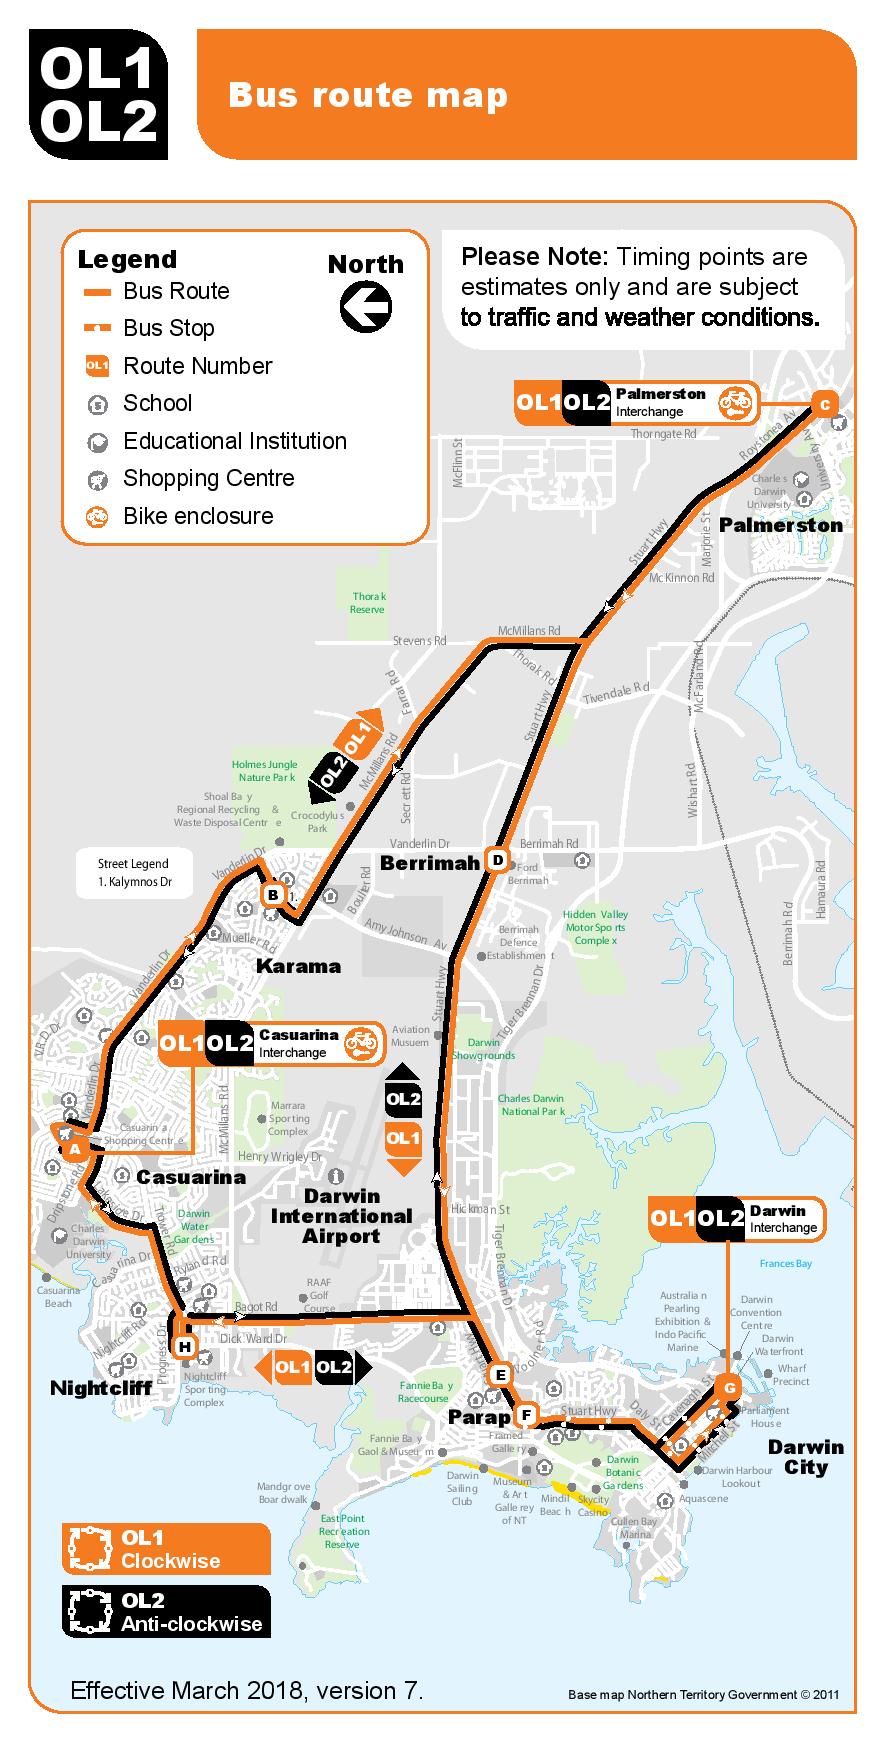 OL1
OL2
Bus route map
Legend
North
Bus Route
Bus Stop
OL1
Route Number
School
Educational Institution
Shopping Centre
Bike enclosure
Please Note: Timing points are
estimates only and are subject
to traffic and weather conditions.
OL1 OL2
Palmerston
Interchange
C
Roystonea Av
University Av
Thorngate Rd
McFlinn St
Charles
Darwin
University
Palmerston
Stuart Hwy
Marjorie St
McKinnon Rd
Thorak
Reserve
Stevens Rd
McMillans Rd
Thorak Rd
Farrar Rd
Tivendale Rd
McFarland Rd
Stuart Hwy
OL1
OL2
McMillans Rd
Holmes Jungle
Nature Park
Shoal Bay
Regional Recycling &
Waste Disposal Centre
Crocodylus
Park
Secrett Rd
Wishart Rd
Vanderlin Dr
Berrimah Rd
Street Legend
1. Kalymnos Dr
Vanderlin Dr
Berrimah
D
Ford
Berrimah
B
1.
Boulter Rd
Hamaura Rd
Berrimah Rd
Hidden Valley
Motor Sports
Complex
Mueller Rd
Amy Johnson Av
Berrimah
Defence
Establishment
Karama
Vanderlin Dr
Stuart Hwy
Tiger Brennan Dr
V.R.D. Dr
OL1 OL2
Casuarina
Interchange
Aviation
Musuem
Darwin
Showgrounds
Vanderlin Dr
McMillans Rd
Marrara
Sporting
Complex
OL2
OL1
Charles Darwin
National Park
Casuarina
Shopping Centre
A
Henry Wrigley Dr
Casuarina
Darwin
International
Airport
Dripstone Rd
Trower Rd
Darwin
Water
Gardens
Hickman St
OL1 OL2
Darwin
Interchange
Charles
Darwin
University
Casuarina Dr
Ryland Rd
Tiger Brennan Dr
Frances Bay
Casuarina
Beach
RAAF
Golf
Course
Bagot Rd
Australian
Pearling
Exhibition &
Indo Pacific
Marine
Darwin
Convention
Centre
Darwin
Waterfront
Nightcliff Rd
Progress Dr
Dick Ward Dr
H
OL1 OL2
Woolner Rd
Wharf
Precinct
Nightcliff
Nightcliff
Sporting
Complex
Fannie Bay
Racecourse
E
G
Cavenagh St
Daly St
Parap
F
Stuart Hwy
Parliament
House
Mitchel St
Darwin
City
Fannie Bay
Gaol & Museum
Framed
Gallery
Darwin
Botanic
Gardens
Darwin Harbour
Lookout
Mandgrove
Boardwalk
Darwin
Sailing
Club
Museum
& Art
Gallerey
of NT
Mindil
Beach
Skycity
Casino
Aquascene
East Point
Recreation
Reserve
Cullen Bay
Marina
OL1
Clockwise
OL2
Anti-clockwise
Effective March 2018, version 7.
Base map Northern Territory Government © 2011